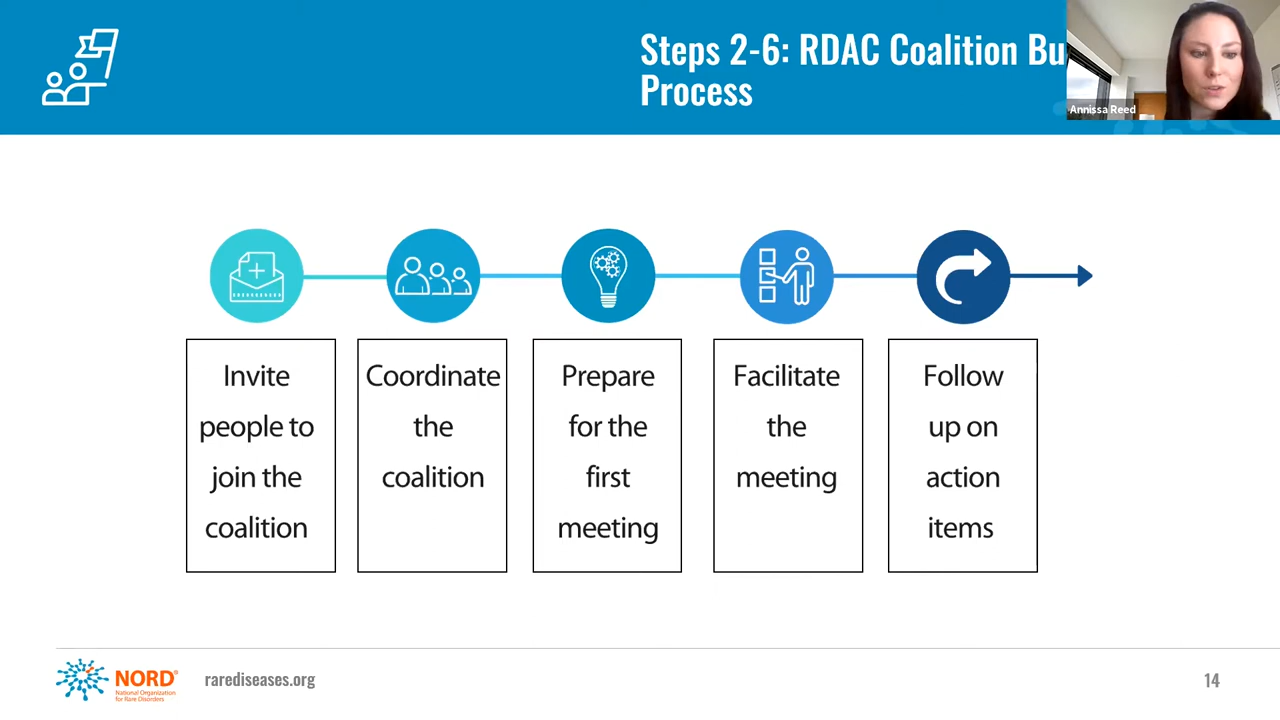 Steps 2-6: RDAC Coalition Bu
Process
Annissa Reed
Invite
people to
join the
coalition
Coordinate
the
coalition
Prepare
for the
first
meeting
Facilitate
the
meeting
Follow
up on
action
items
NORD®
National Organization
for Rare Disorders
rarediseases.org
14